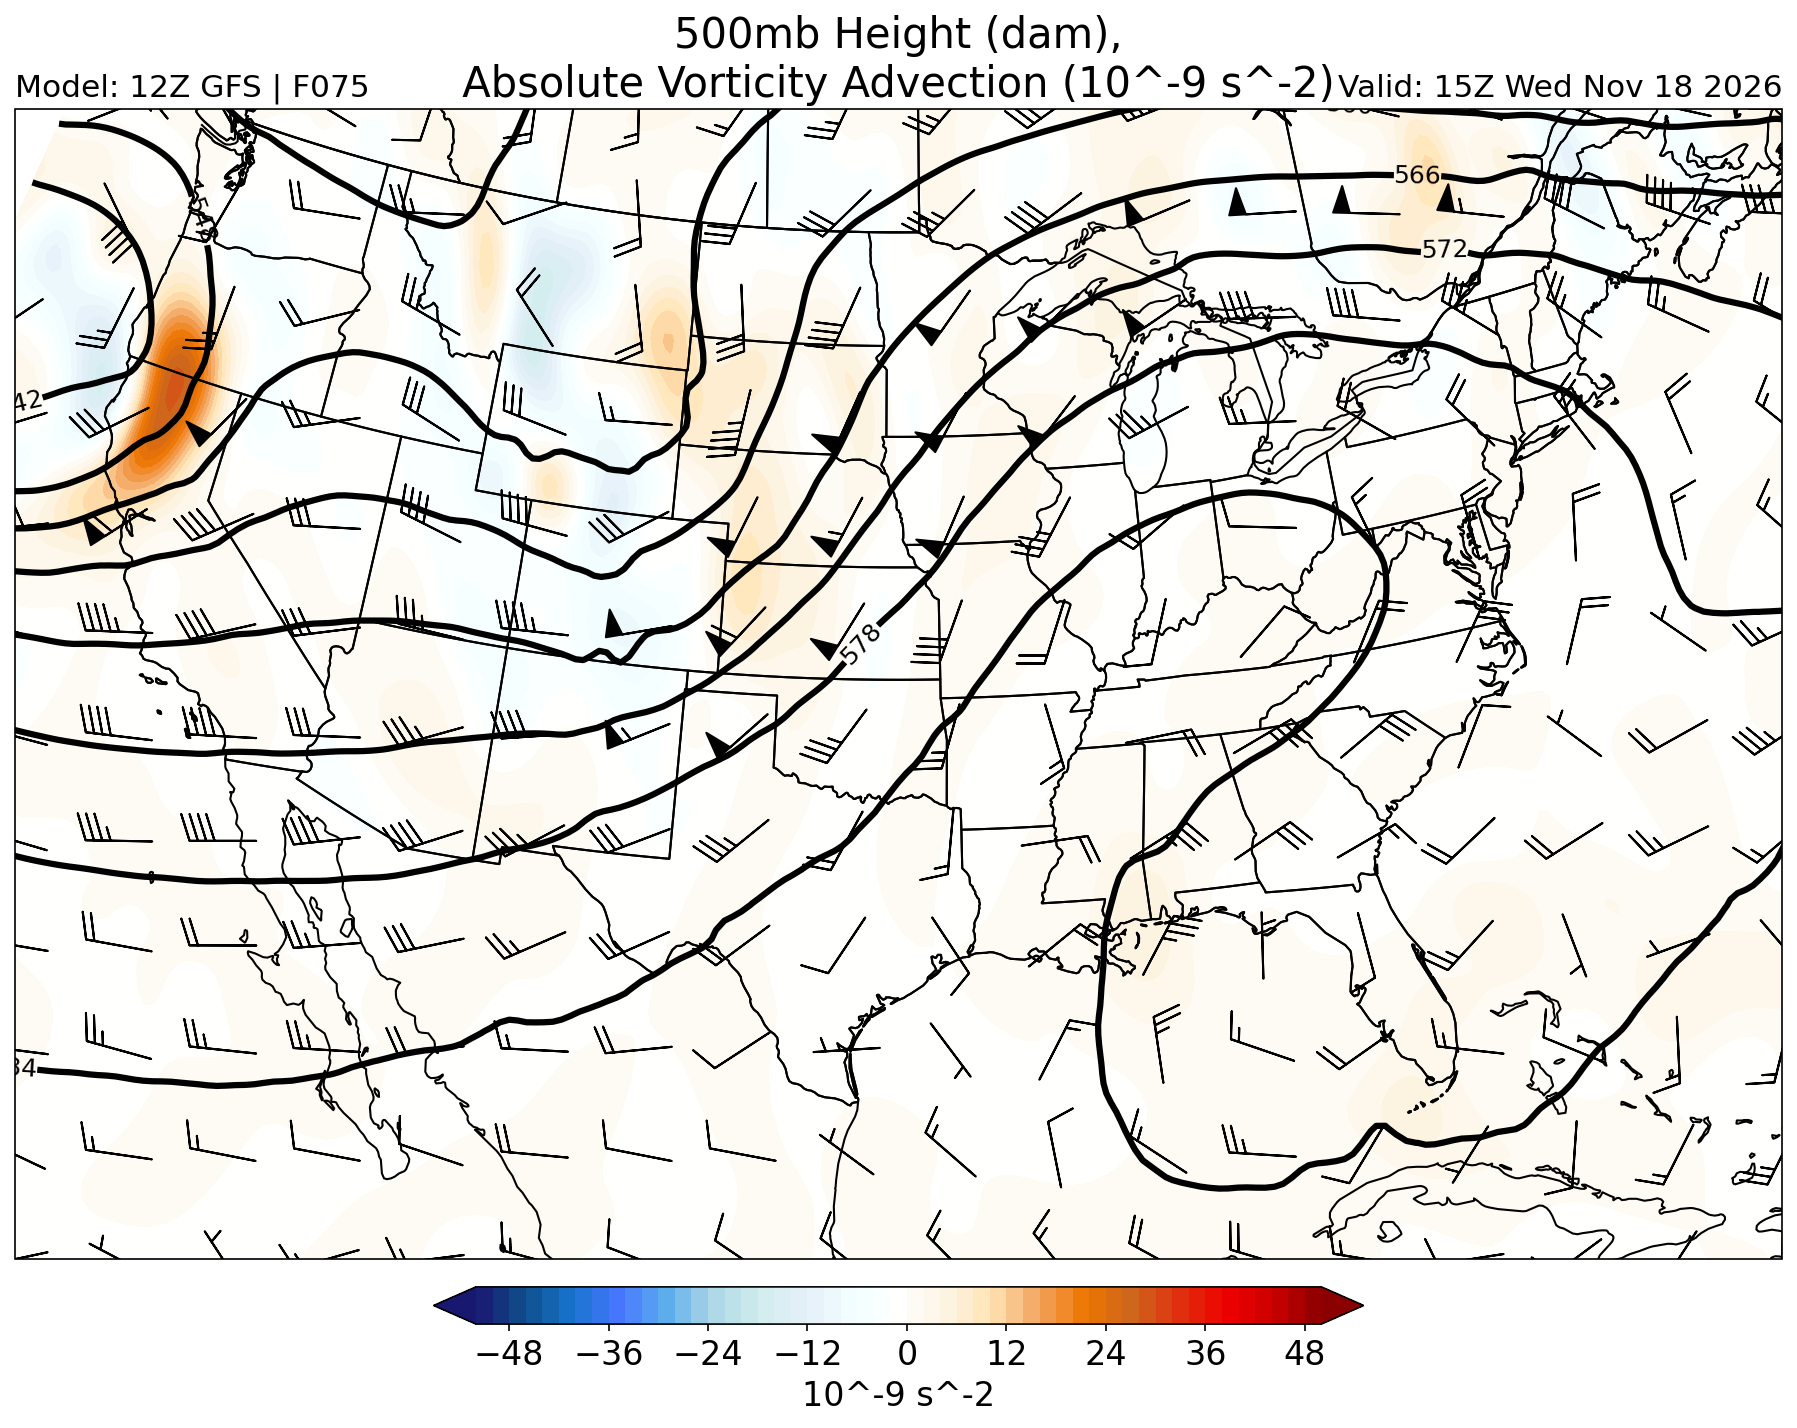 500mb Height (dam),
Model: 12Z GFS | F075
Absolute Vorticity Advection (10^-9 s^-2)
Valid: 15Z Wed Nov 18 2026
566
572
42
578
34
−48 −36 −24 −12 0 12 24 36 48
10^-9 s^-2